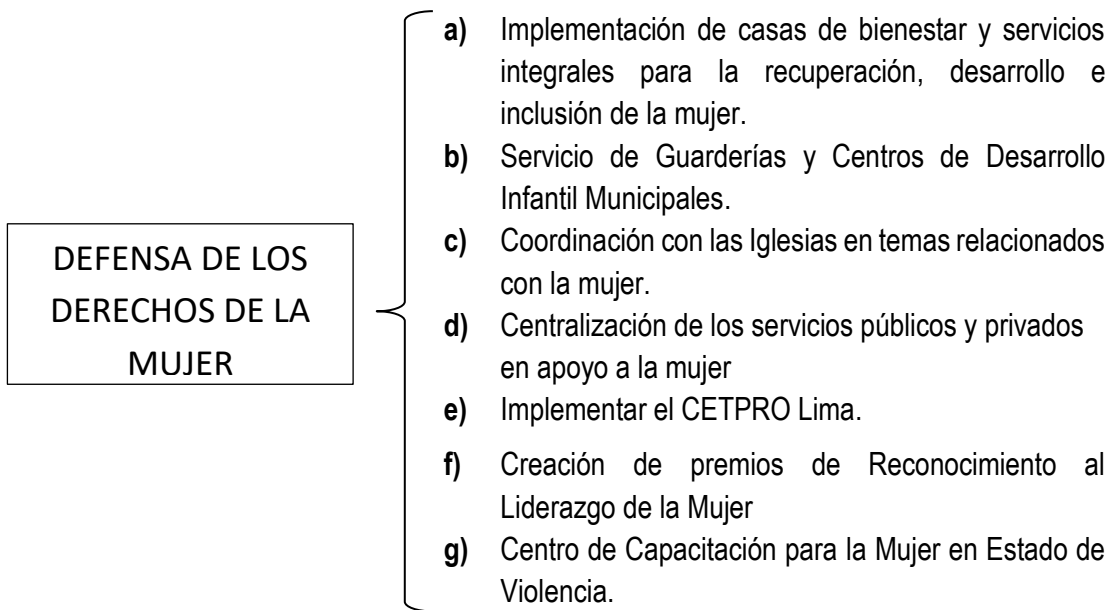 DEFENSA DE LOS
DERECHOS DE LA
MUJER
a) Implementación de casas de bienestar y servicios
integrales para la recuperación, desarrollo e
inclusión de la mujer.
b) Servicio de Guarderías y Centros de Desarrollo
Infantil Municipales.
c) Coordinación con las Iglesias en temas relacionados
con la mujer.
d) Centralización de los servicios públicos y privados
en apoyo a la mujer
e) Implementar el CETPRO Lima.
f) Creación de premios de Reconocimiento al
Liderazgo de la Mujer
g) Centro de Capacitación para la Mujer en Estado de
Violencia.